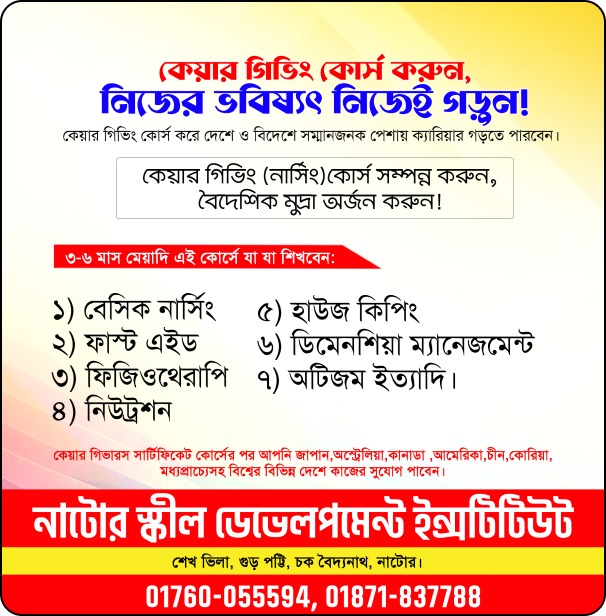 কেয়ার গিভিং কোর্স করুন,
নিজের ভবিষ্যৎ নিজেই গড়ুন!
কেয়ার গিভিং কোর্স করে দেশে ও বিদেশে সম্মানজনক পেশায় ক্যারিয়ার গড়তে পারবেন।
কেয়ার গিভিং (নার্সিং)কোর্স সম্পন্ন করুন,
বৈদেশিক মুদ্রা অর্জন করুন!
৩-৬ মাস মেয়াদি এই কোর্সে যা যা শিখবেন:
১) বেসিক নার্সিং
২) ফাস্ট এইড
৩) ফিজিওথেরাপি
৪) নিউট্রশন
৫) হাউজ কিপিং
৬) ডিমেনশিয়া ম্যানেজমেন্ট
৭) অটিজম ইত্যাদি।
কেয়ার গিভারস সার্টিফিকেট কোর্সের পর আপনি জাপান,অস্ট্রেলিয়া,কানাডা ,আমেরিকা,চীন,কোরিয়া,
মধ্যপ্রাচ্যেসহ বিশ্বের বিভিন্ন দেশে কাজের সুযোগ পাবেন।
নাটোর স্কীল ডেভেলপমেন্ট ইন্সটিটিউট
শেখ ভিলা, গুড় পট্টি, চক বৈদ্যনাথ, নাটোর।
01760-055594, 01871-837788